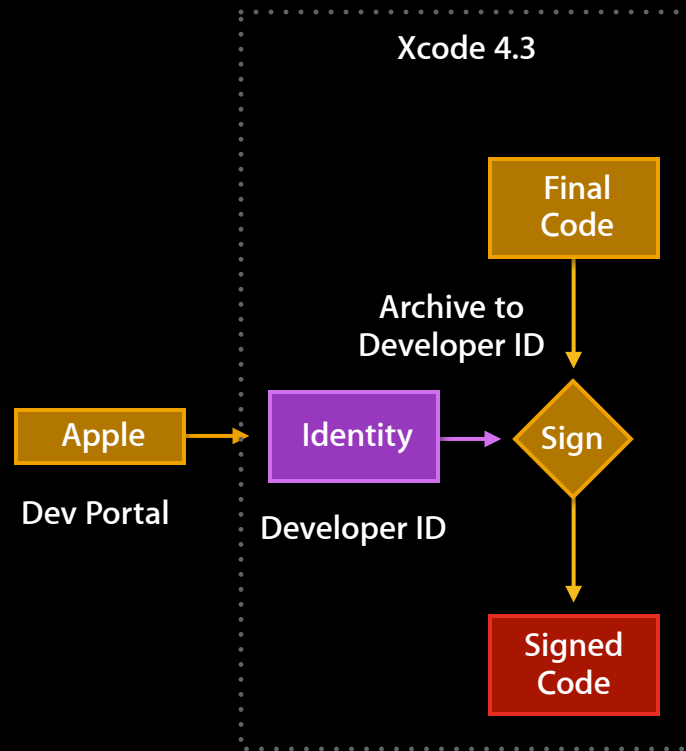 Xcode 4.3
Final
Code
Archive to
Developer ID
Apple
Identity
Sign
Dev Portal
Developer ID
Signed
Code